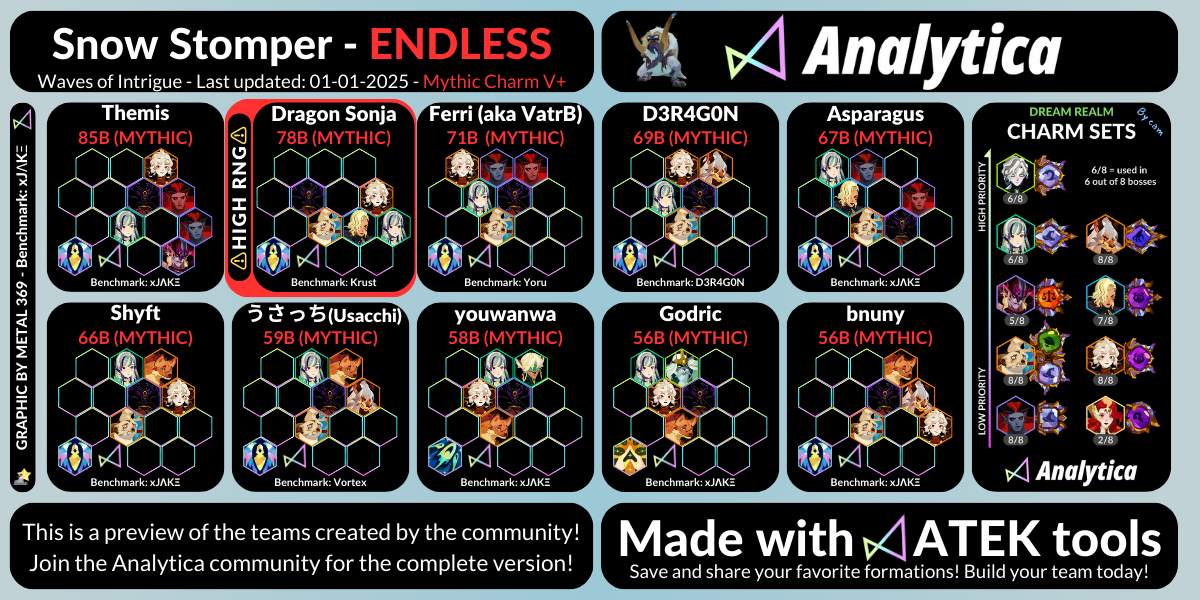 Snow Stomper - ENDLESS
Waves of Intrigue - Last updated: 01-01-2025 - Mythic Charm V+
Analytica
GRAPHIC BY METAL 369 - Benchmark: xJΛKΞ
Themis
85B (MYTHIC)
Benchmark: xJΛKΞ
⚠HIGH RNG⚠
Dragon Sonja
78B (MYTHIC)
Benchmark: Krust
Ferri (aka VatrB)
71B (MYTHIC)
Benchmark: Yoru
D3R4G0N
69B (MYTHIC)
Benchmark: D3R4G0N
Asparagus
67B (MYTHIC)
Benchmark: xJΛKΞ
Shyft
66B (MYTHIC)
Benchmark: xJΛKΞ
うさっち(Usacchi)
59B (MYTHIC)
Benchmark: Vortex
youwanwa
58B (MYTHIC)
Benchmark: xJΛKΞ
Godric
56B (MYTHIC)
Benchmark: xJΛKΞ
bnuny
56B (MYTHIC)
Benchmark: xJΛKΞ
DREAM REALM
CHARM SETS
By cam
HIGH PRIORITY
LOW PRIORITY
6/8
6/8 = used in
6 out of 8 bosses
6/8
8/8
5/8
7/8
8/8
8/8
8/8
2/8
Analytica
This is a preview of the teams created by the community!
Join the Analytica community for the complete version!
Made with ATEK tools
Save and share your favorite formations! Build your team today!